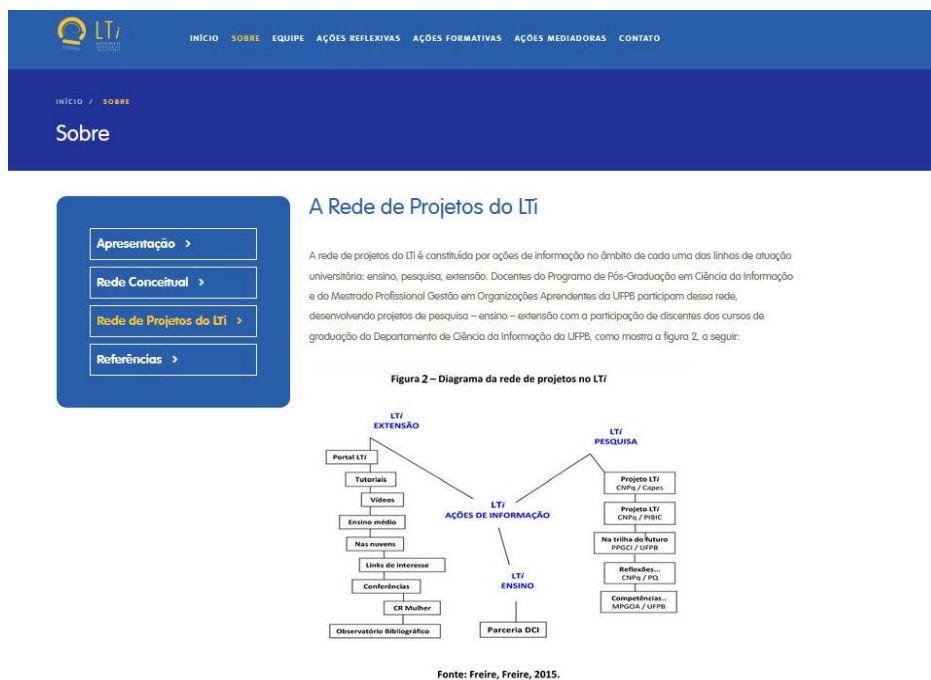 LTi
INÍCIO SOBRE EQUIPE AÇÕES REFLEXIVAS AÇÕES FORMATIVAS AÇÕES MEDIADORAS CONTATO
INÍCIO / SOBRE
Sobre
Apresentação >
Rede Conceitual >
Rede de Projetos do LTi >
Referências >
A Rede de Projetos do LTi
A rede de projetos do LTi é constituída por ações de informação no âmbito de cada uma das linhas de atuação
universitária: ensino, pesquisa, extensão. Docentes do Programa de Pós-Graduação em Ciência da Informação
e do Mestrado Profissional Gestão em Organizações Aprendentes da UFPB participam dessa rede,
desenvolvendo projetos de pesquisa – ensino – extensão com a participação de discentes dos cursos de
graduação do Departamento de Ciência da Informação da UFPB, como mostra a figura 2, a seguir:
Figura 2 – Diagrama da rede de projetos no LTi
LTi
EXTENSÃO
Portal LTi
Tutoriais
Vídeos
Ensino médio
Nas nuvens
Links de interesse
Conferências
CR Mulher
Observatório Bibliográfico
LTi
AÇÕES DE INFORMAÇÃO
LTi
ENSINO
Parceria DCI
LTi
PESQUISA
Projeto LTi
CNPq / Capes
Projeto LTi
CNPq / PIBIC
Na trilha do futuro
PPGCI / UFPB
Reflexões...
CNPq / PQ
Competências..
MPGOA / UFPB
Fonte: Freire, Freire, 2015.